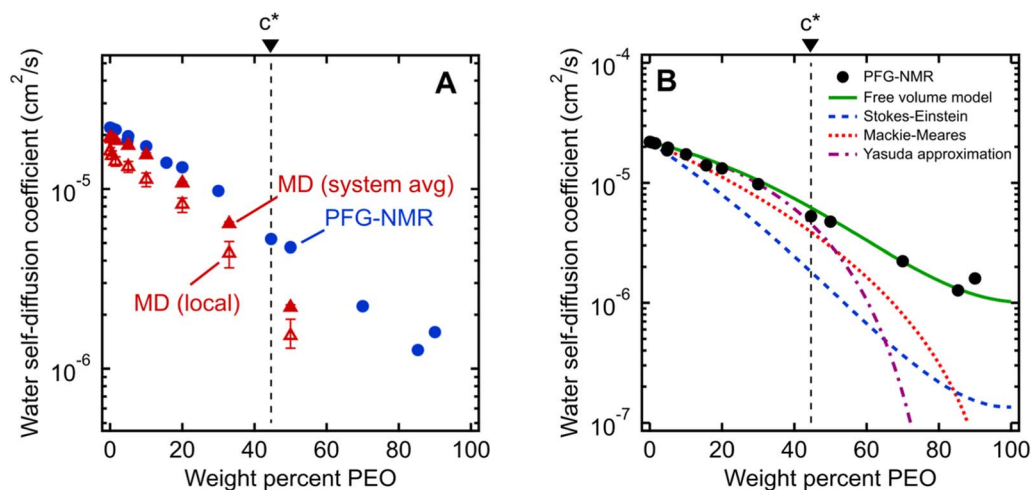 c*
A
Water self-diffusion coefficient (cm²/s)
10⁻⁵
10⁻⁶
MD (system avg)
PFG-NMR
MD (local)
0 20 40 60 80 100
Weight percent PEO
c*
B
Water self-diffusion coefficient (cm²/s)
10⁻⁴
10⁻⁵
10⁻⁶
10⁻⁷
PFG-NMR
Free volume model
Stokes-Einstein
Mackie-Meares
Yasuda approximation
0 20 40 60 80 100
Weight percent PEO